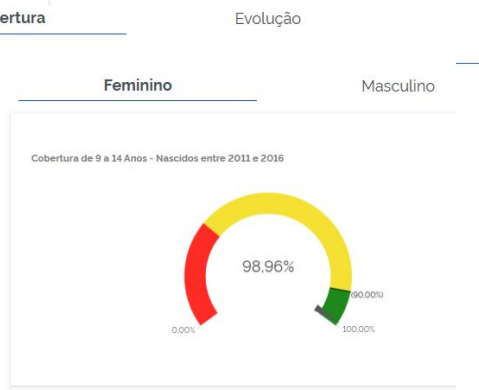 ertura
Evolução
Feminino
Masculino
Cobertura de 9 a 14 Anos - Nascidos entre 2011 e 2016
98,96%
(90,00%)
0,00%
100,00%